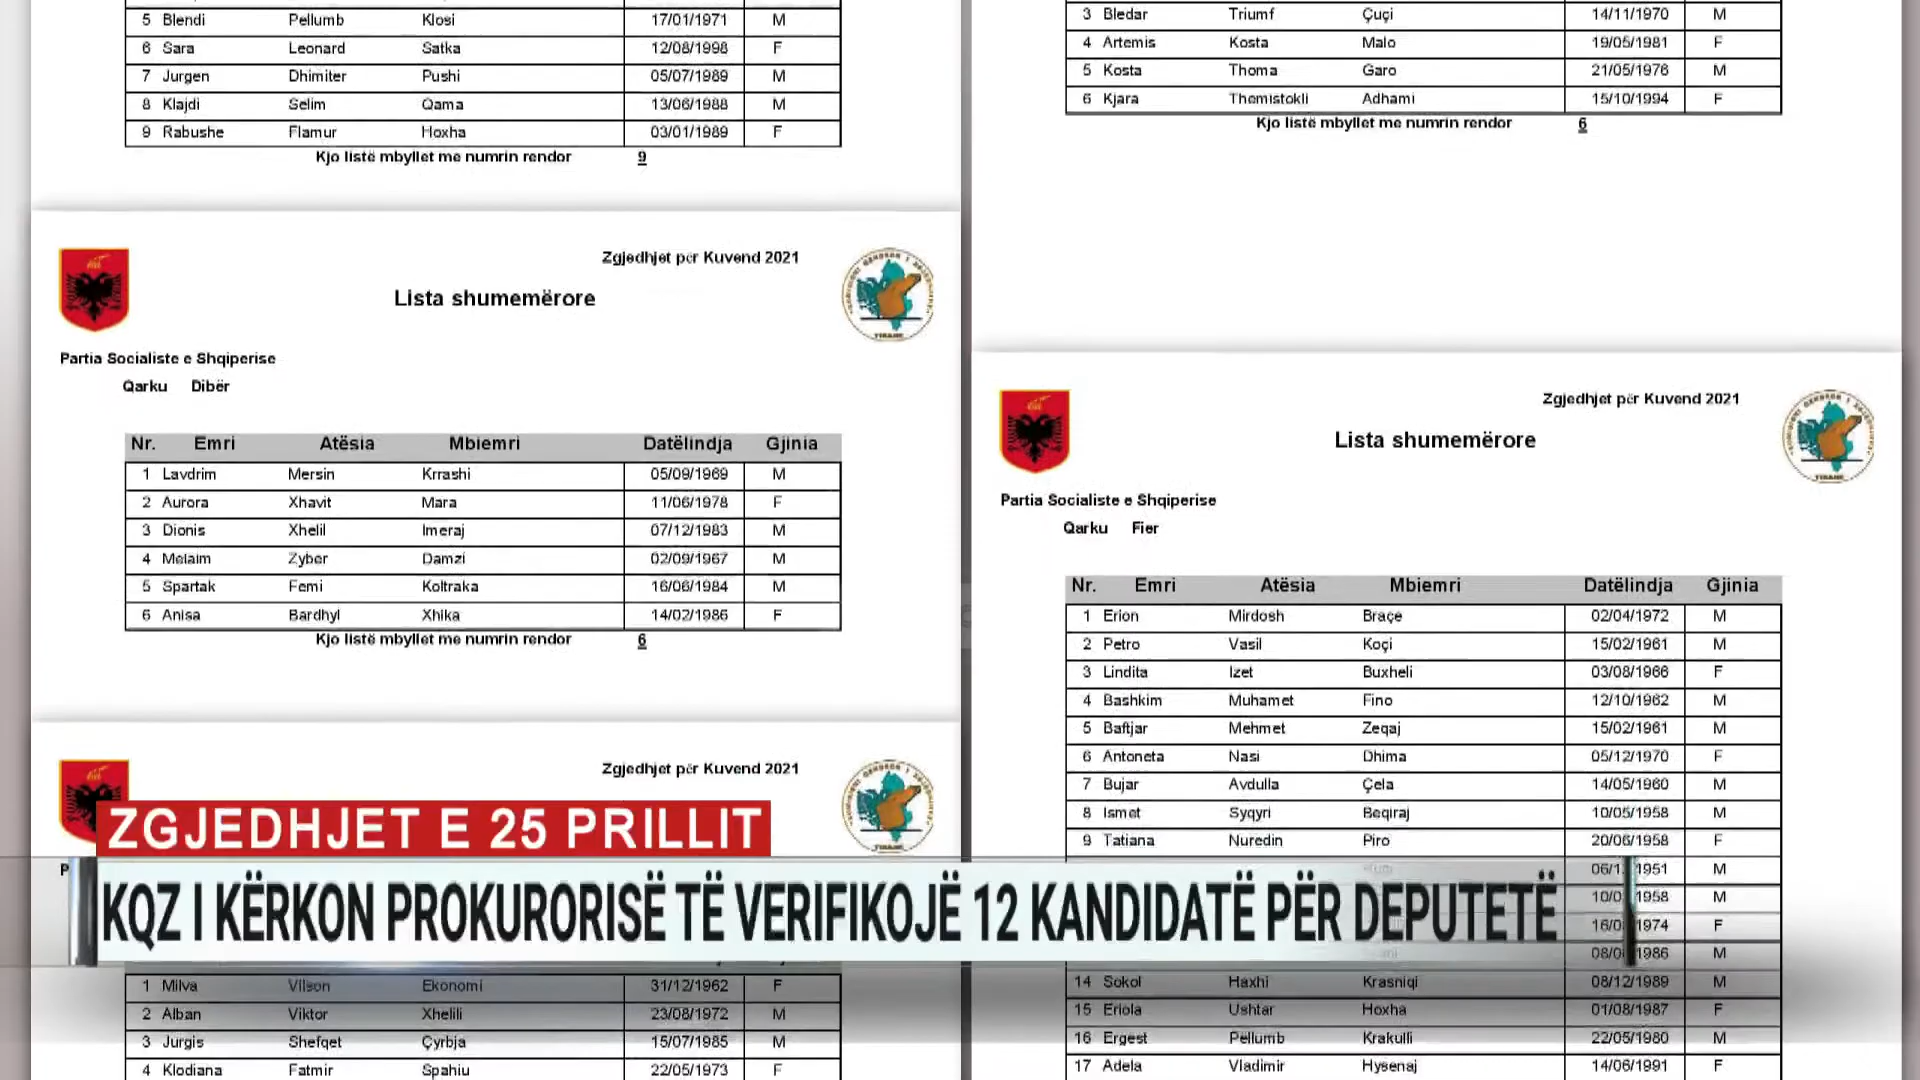 5 Blendi Pellumb Klosi 17/01/1971 M
6 Sara Leonard Satka 12/08/1998 F
7 Jurgen Dhimiter Pushi 05/07/1989 M
8 Klajdi Selim Qama 13/06/1988 M
9 Rabushe Flamur Hoxha 03/01/1989 F
Kjo listë mbyllet me numrin rendor 9
Zgjedhjet për Kuvend 2021
Lista shumemërore
Partia Socialiste e Shqiperise
Qarku Dibër
Nr. Emri Atësia Mbiemri Datëlindja Gjinia
1 Lavdrim Mersin Krrashi 05/09/1969 M
2 Aurora Xhavit Mara 11/06/1978 F
3 Dionis Xhelil Imeraj 07/12/1983 M
4 Melaim Zyber Damzi 02/09/1967 M
5 Spartak Femi Koltraka 16/06/1984 M
6 Anisa Bardhyl Xhika 14/02/1986 F
Kjo listë mbyllet me numrin rendor 6
Zgjedhjet për Kuvend 2021
1 Milva Vilson Ekonomi 31/12/1962 F
2 Alban Viktor Xhelili 23/08/1972 M
3 Jurgis Shefqet Çyrbja 15/07/1985 M
4 Klodiana Fatmir Spahiu 22/05/1973 F
3 Bledar Triumf Çuçi 14/11/1970 M
4 Artemis Kosta Malo 19/05/1981 F
5 Kosta Thoma Garo 21/05/1976 M
6 Kjara Themistokli Adhami 15/10/1994 F
Kjo listë mbyllet me numrin rendor 6
Zgjedhjet për Kuvend 2021
Lista shumemërore
Partia Socialiste e Shqiperise
Qarku Fier
Nr. Emri Atësia Mbiemri Datëlindja Gjinia
1 Erion Mirdosh Braçe 02/04/1972 M
2 Petro Vasil Koçi 15/02/1961 M
3 Lindita Izet Buxheli 03/08/1966 F
4 Bashkim Muhamet Fino 12/10/1962 M
5 Baftjar Mehmet Zeqaj 15/02/1961 M
6 Antoneta Nasi Dhima 05/12/1970 F
7 Bujar Avdulla Çela 14/05/1960 M
8 Ismet Syqyri Beqiraj 10/05/1958 M
9 Tatiana Nuredin Piro 20/06/1958 F
1951 M
1958 M
1974 F
1986 M
14 Sokol Haxhi Krasniqi 08/12/1989 M
15 Eriola Ushtar Hoxha 01/08/1987 F
16 Ergest Pëllumb Krakulli 22/05/1980 M
17 Adela Vladimir Hysenaj 14/06/1991 F
ZGJEDHJET E 25 PRILLIT
KQZ I KËRKON PROKURORISË TË VERIFIKOJË 12 KANDIDATË PËR DEPUTETË